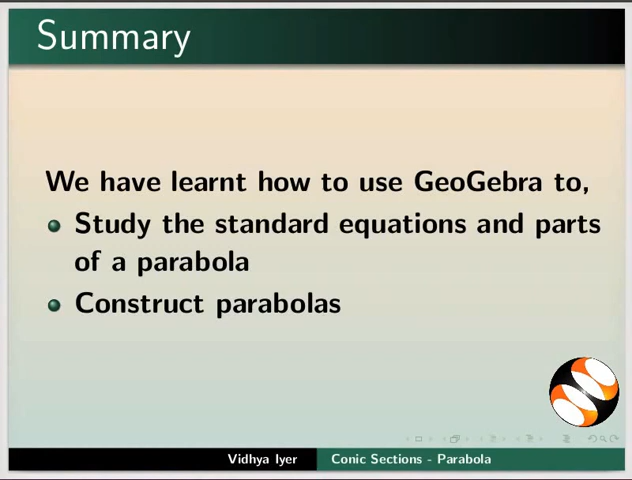 Summary
We have learnt how to use GeoGebra to,
Study the standard equations and parts
of a parabola
Construct parabolas
Vidhya Iyer
Conic Sections - Parabola